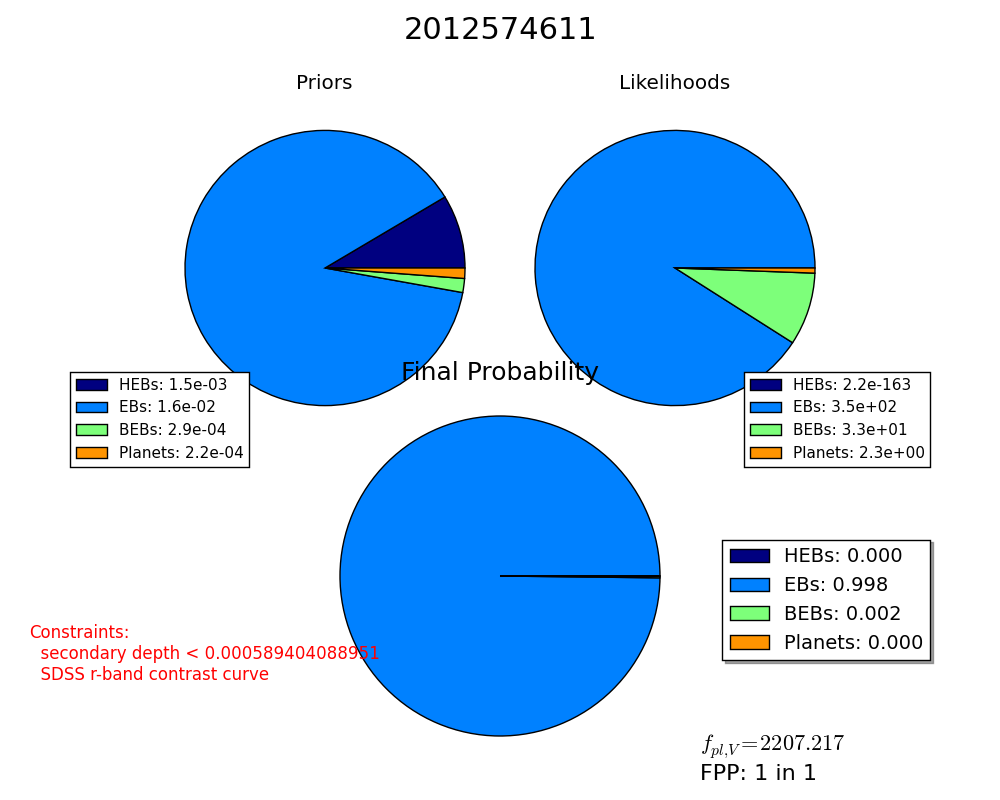 2012574611
Priors
Likelihoods
HEBs: 1.5e-03
EBs: 1.6e-02
BEBs: 2.9e-04
Planets: 2.2e-04
HEBs: 2.2e-163
EBs: 3.5e+02
BEBs: 3.3e+01
Planets: 2.3e+00
Final Probability
HEBs: 0.000
EBs: 0.998
BEBs: 0.002
Planets: 0.000
Constraints:
secondary depth < 0.000589404088951
SDSS r-band contrast curve
f_{pl,V} = 2207.217
FPP: 1 in 1